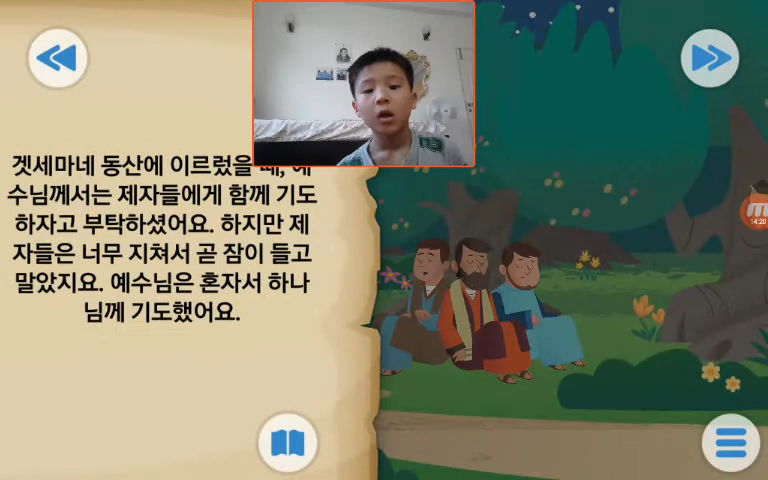 겟세마네 동산에 이르렀을
수님께서는 제자들에게 함께 기도
하자고 부탁하셨어요. 하지만 제
자들은 너무 지쳐서 곧 잠이 들고
말았지요. 예수님은 혼자서 하나
님께 기도했어요.
14:20